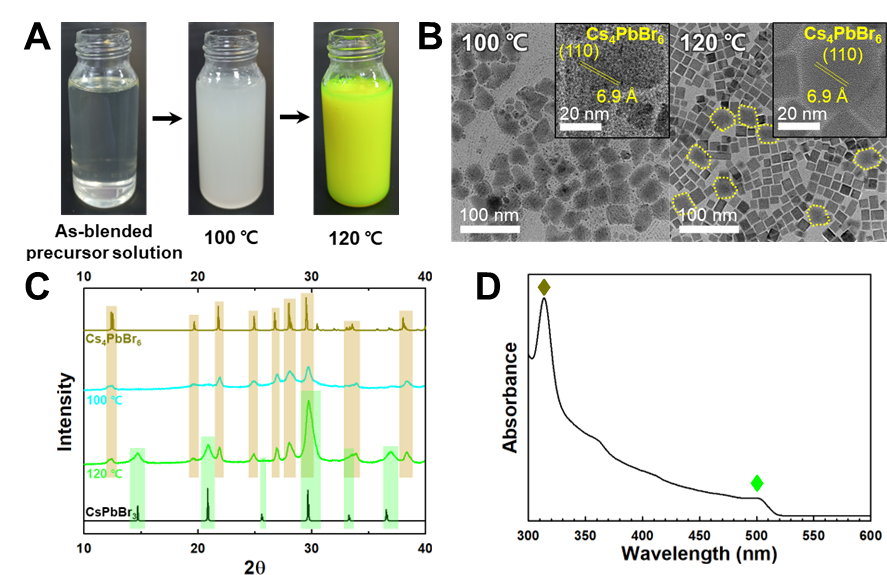 A
As-blended
precursor solution
100 ℃
120 ℃
B
100 ℃
Cs₄PbBr₆
(110)
6.9 Å
20 nm
100 nm
120 ℃
Cs₄PbBr₆
(110)
6.9 Å
20 nm
100 nm
C
10 20 30 40
Cs₄PbBr₆
100 ℃
120 ℃
CsPbBr₃
10 20 30 40
Intensity
2θ
D
Absorbance
300 350 400 450 500 550 600
Wavelength (nm)